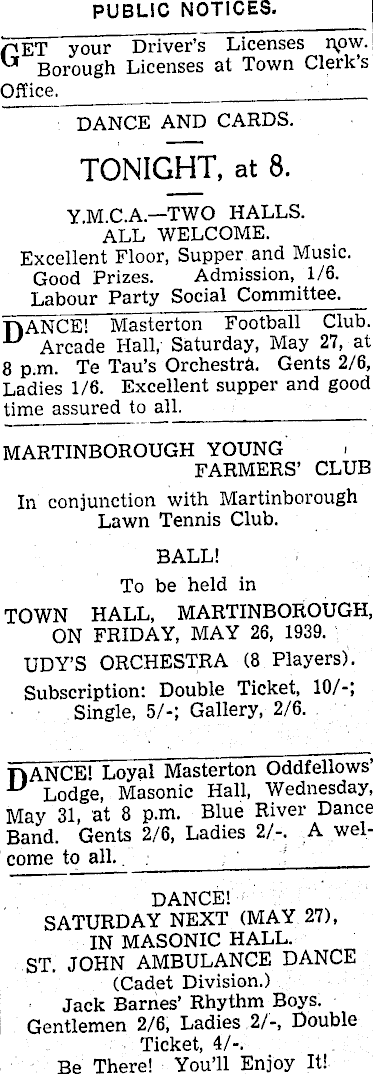 PUBLIC NOTICES.
GET your Driver's Licenses now.
Borough Licenses at Town Clerk's
Office.
DANCE AND CARDS.
TONIGHT, at 8.
Y.M.C.A.—TWO HALLS.
ALL WELCOME.
Excellent Floor, Supper and Music.
Good Prizes. Admission, 1/6.
Labour Party Social Committee.
DANCE! Masterton Football Club.
Arcade Hall, Saturday, May 27, at
8 p.m. Te Tau's Orchestra. Gents 2/6,
Ladies 1/6. Excellent supper and good
time assured to all.
MARTINBOROUGH YOUNG
FARMERS' CLUB
In conjunction with Martinborough
Lawn Tennis Club.
BALL!
To be held in
TOWN HALL, MARTINBOROUGH,
ON FRIDAY, MAY 26, 1939.
UDY'S ORCHESTRA (8 Players).
Subscription: Double Ticket, 10/-;
Single, 5/-; Gallery, 2/6.
DANCE! Loyal Masterton Oddfellows'
Lodge, Masonic Hall, Wednesday,
May 31, at 8 p.m. Blue River Dance
Band. Gents 2/6, Ladies 2/-. A wel-
come to all.
DANCE!
SATURDAY NEXT (MAY 27),
IN MASONIC HALL.
ST. JOHN AMBULANCE DANCE
(Cadet Division.)
Jack Barnes' Rhythm Boys.
Gentlemen 2/6, Ladies 2/-, Double
Ticket, 4/-.
Be There! You'll Enjoy It!